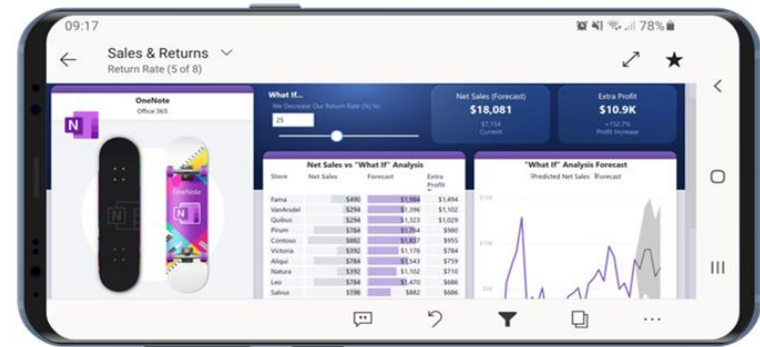 09:17
78%
Sales & Returns
Return Rate (5 of 8)
OneNote
Office 365
N
OneNote
N
N
What If...
We Decrease Our Return Rate (%) to:
25
Net Sales (Forecast)
$18,081
$7,154
Current
Extra Profit
$10.9K
+152.7%
Profit Increase
Net Sales vs "What If" Analysis
Store Net Sales Forecast Extra Profit
Fama $490 $1,984 $1,494
VanArsdel $294 $1,396 $1,102
Quibus $294 $1,323 $1,029
Pirum $784 $1,764 $980
Contoso $882 $1,837 $955
Victoria $392 $1,176 $784
Aliqui $784 $1,543 $759
Natura $392 $1,102 $710
Leo $784 $1,470 $686
Salvus $196 $882 $686
"What If" Analysis Forecast
Predicted Net Sales Forecast
$15K
$10K
$5K